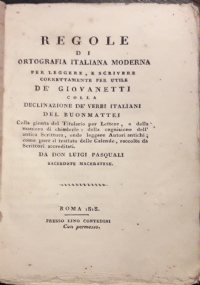 REGOLE
DI
ORTOGRAFIA ITALIANA MODERNA
PER LEGGERE, E SCRIVERE
CORRETTAMENTE PER UTILE
DE' GIOVANETTI
COLLA
DECLINAZIONE DE' VERBI ITALIANI
DEL BUONMATTEI
Colla giunta del Titolario per Lettere, e della
maniera di chiuderle: della cognizione dell'
antica Scrittura, onde leggere Autori antichi;
come pure il trattato delle Calende, raccolte da
Scrittori accreditati.
DA DON LUIGI PASQUALI
SACERDOTE MACERATESE.
ROMA 1818.
PRESSO LINO CONTEDINI
Con permesso.